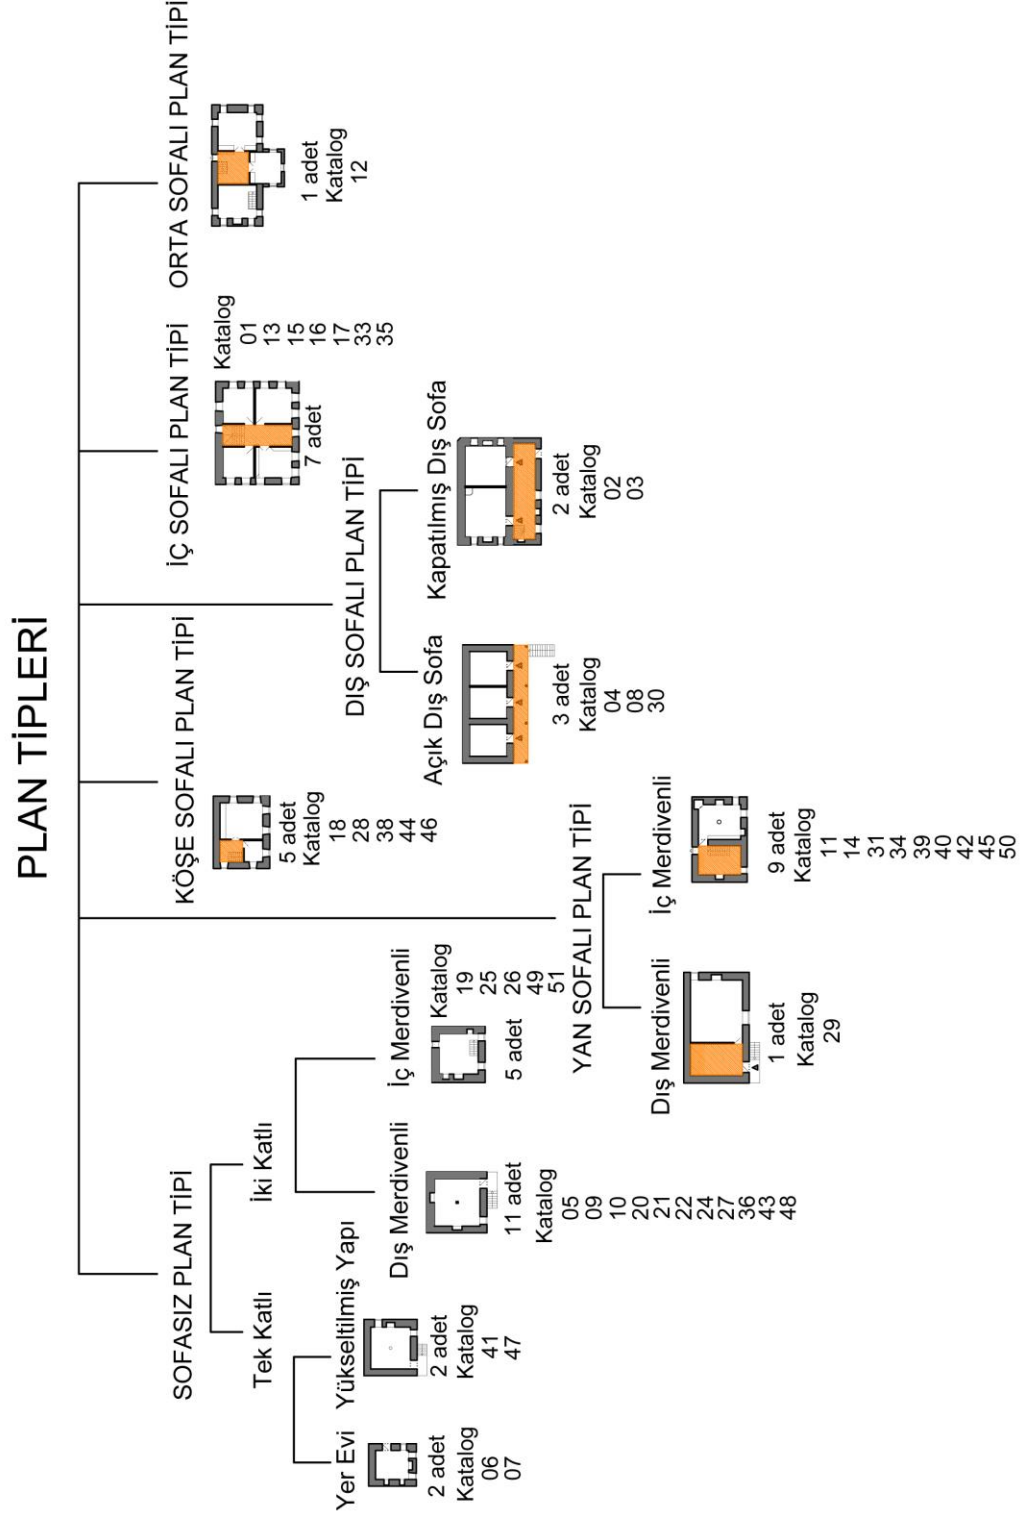 PLAN TİPLERİ
SOFASIZ PLAN TİPİ
Tek Katlı
Yer Evi
2 adet
Katalog
06
07
Yükseltilmiş Yapı
2 adet
Katalog
41
47
İki Katlı
Dış Merdivenli
11 adet
Katalog
05
09
10
20
21
22
24
27
36
43
48
İç Merdivenli
5 adet
Katalog
19
25
26
49
51
YAN SOFALI PLAN TİPİ
Dış Merdivenli
1 adet
Katalog
29
İç Merdivenli
9 adet
Katalog
11
14
31
34
39
40
42
45
50
KÖŞE SOFALI PLAN TİPİ
5 adet
Katalog
18
28
38
44
46
DIŞ SOFALI PLAN TİPİ
Açık Dış Sofa
3 adet
Katalog
04
08
30
Kapatılmış Dış Sofa
2 adet
Katalog
02
03
İÇ SOFALI PLAN TİPİ
7 adet
Katalog
01
13
15
16
17
33
35
ORTA SOFALI PLAN TİPİ
1 adet
Katalog
12